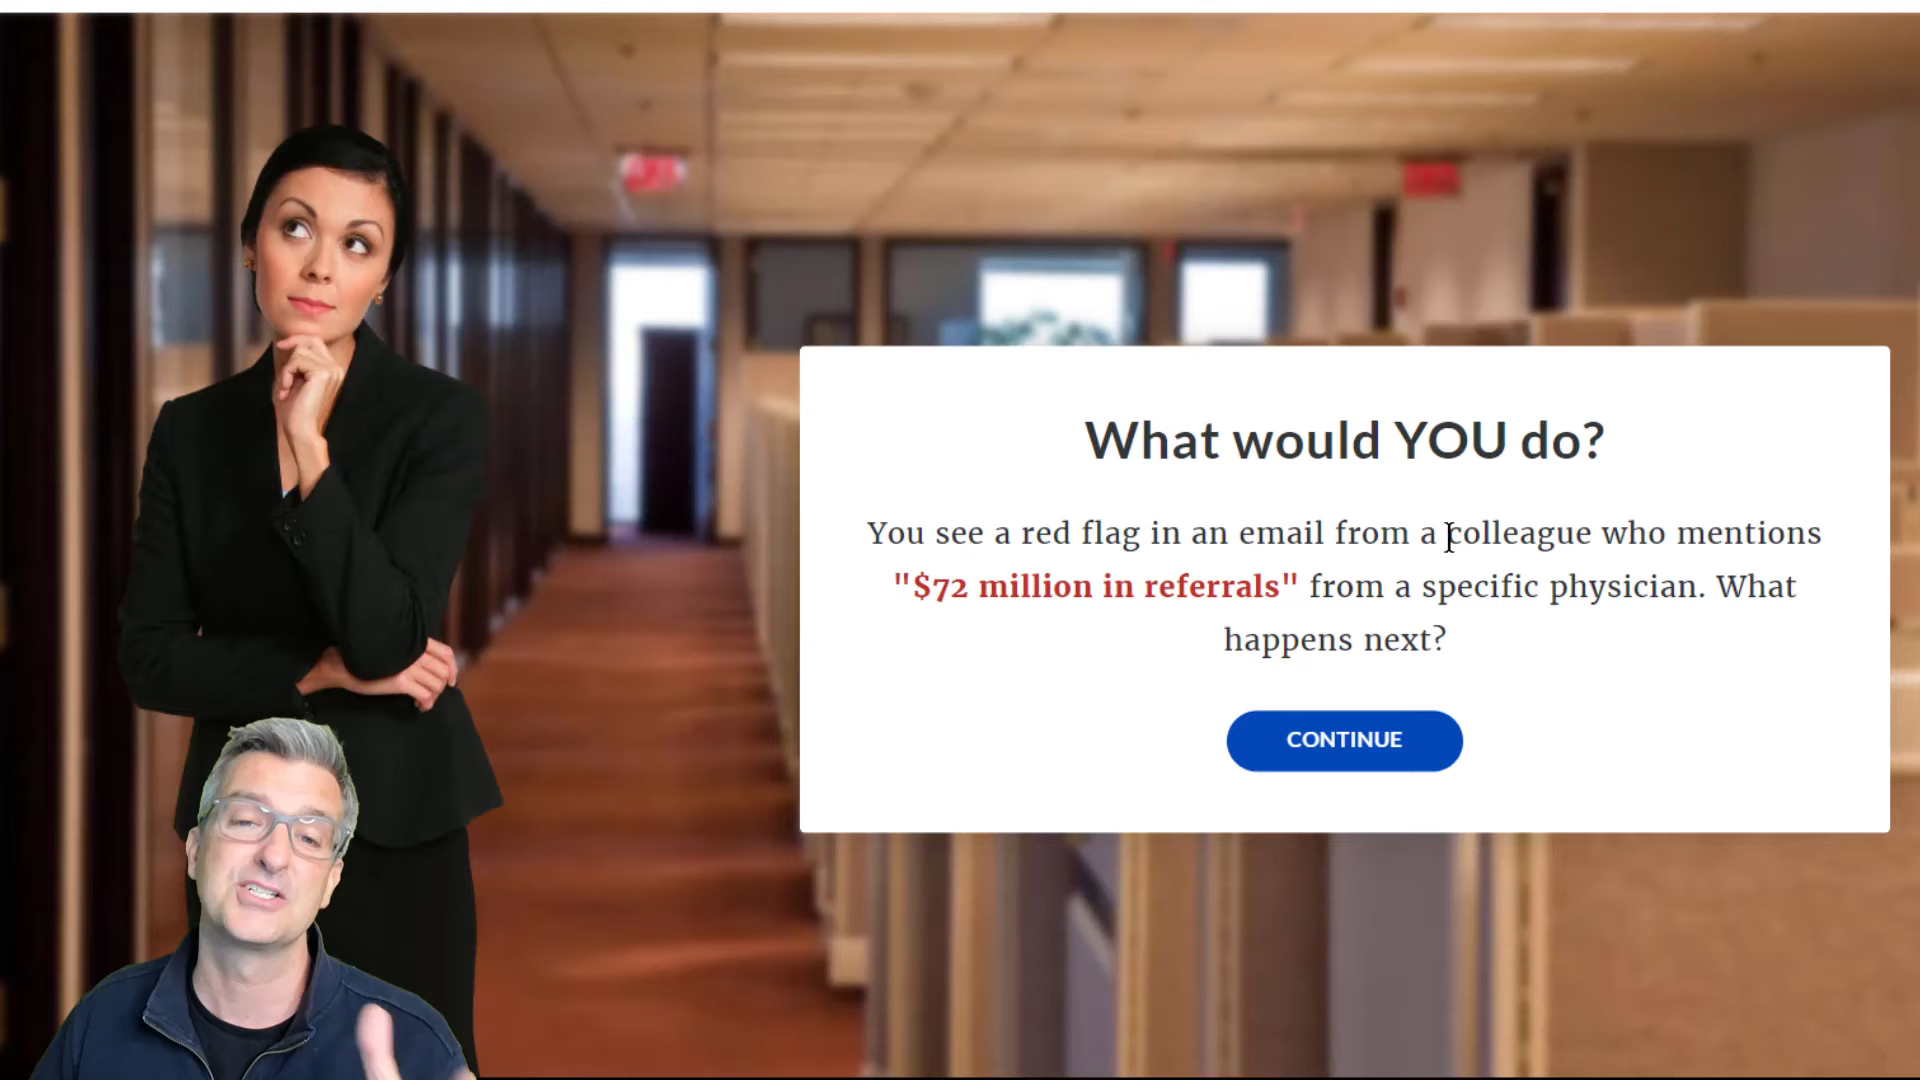 What would YOU do?
You see a red flag in an email from a colleague who mentions
"$72 million in referrals" from a specific physician. What
happens next?
CONTINUE